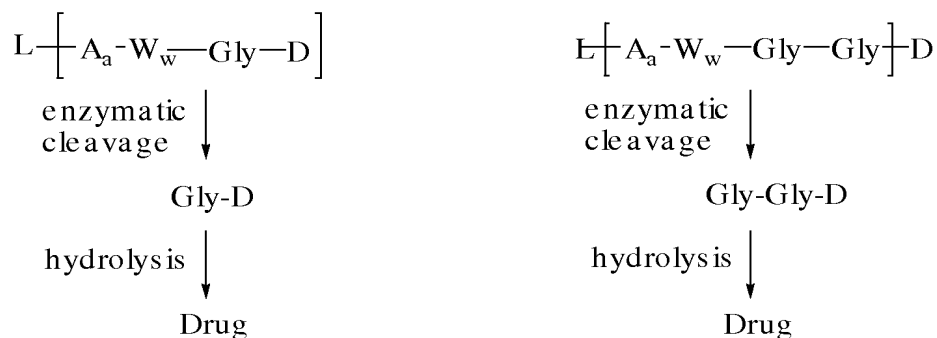 L-[-Aa-Ww-Gly-D]
enzymatic
cleavage
Gly-D
hydrolysis
Drug
L-[-Aa-Ww-Gly-Gly-]-D
enzymatic
cleavage
Gly-Gly-D
hydrolysis
Drug